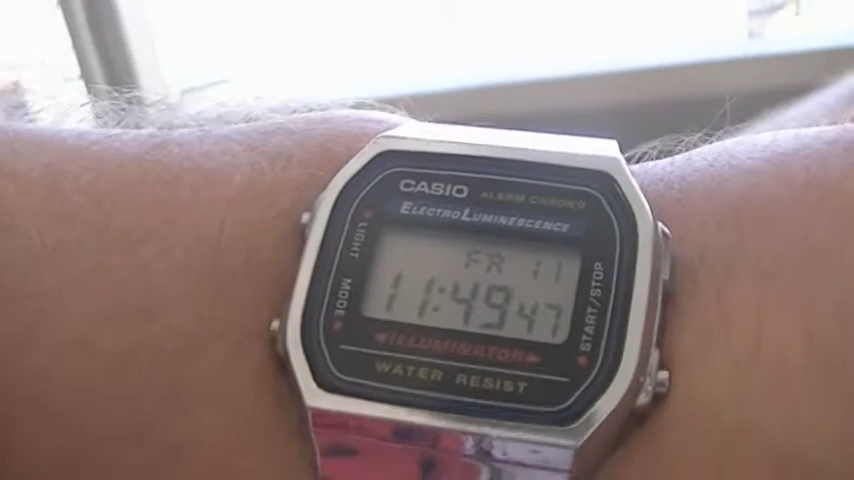 CASIO
ALARM CHRONO
ELECTROLUMINESCENCE
LIGHT
FR 11
11:49 47
MODE
START/STOP
ILLUMINATOR
WATER RESIST